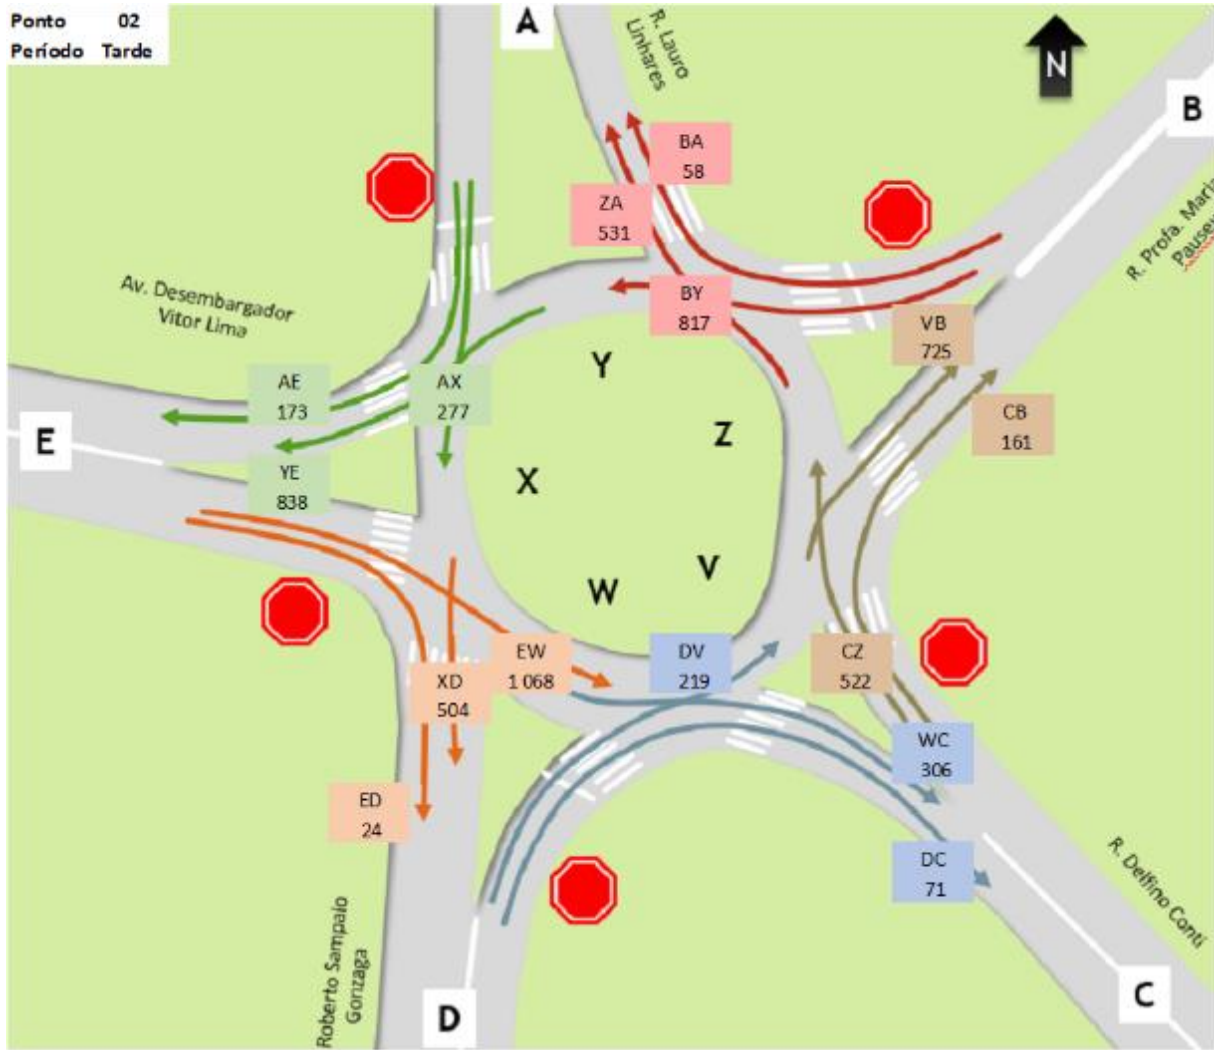 Ponto 02
Período Tarde
A
R. Lauro
Linhares
N
B
BA
58
ZA
531
R. Profa. Maria
BY
817
VB
725
Av. Desembargador
Vitor Lima
Y
AE
173
AX
277
CB
161
E
Z
YE
838
X
V
W
EW
1 068
DV
219
CZ
522
XD
504
WC
306
ED
24
DC
71
R. Delfino Conti
Roberto Sampaio
Gonzaga
D
C